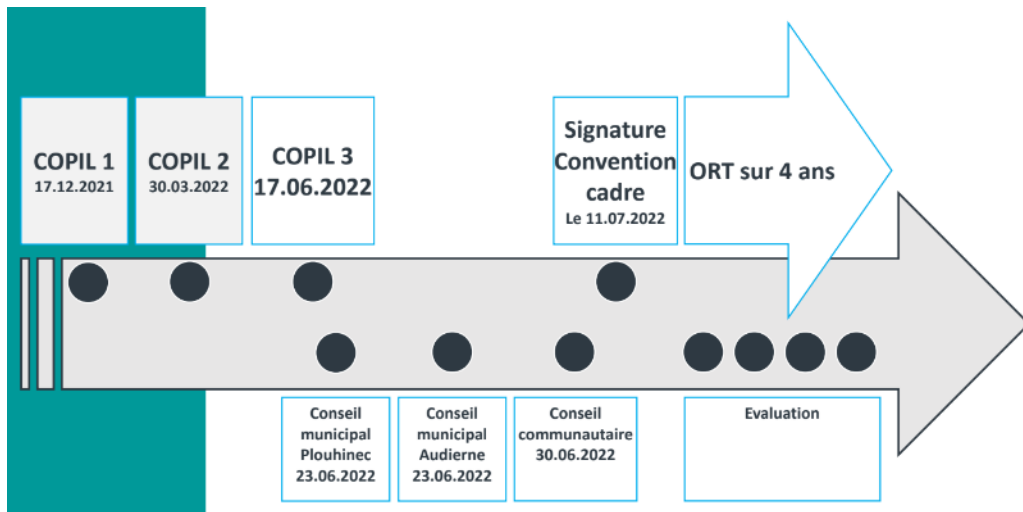 COPIL 1
17.12.2021
COPIL 2
30.03.2022
COPIL 3
17.06.2022
Signature
Convention
cadre
Le 11.07.2022
ORT sur 4 ans
Conseil
municipal
Plouhinec
23.06.2022
Conseil
municipal
Audierne
23.06.2022
Conseil
communautaire
30.06.2022
Evaluation